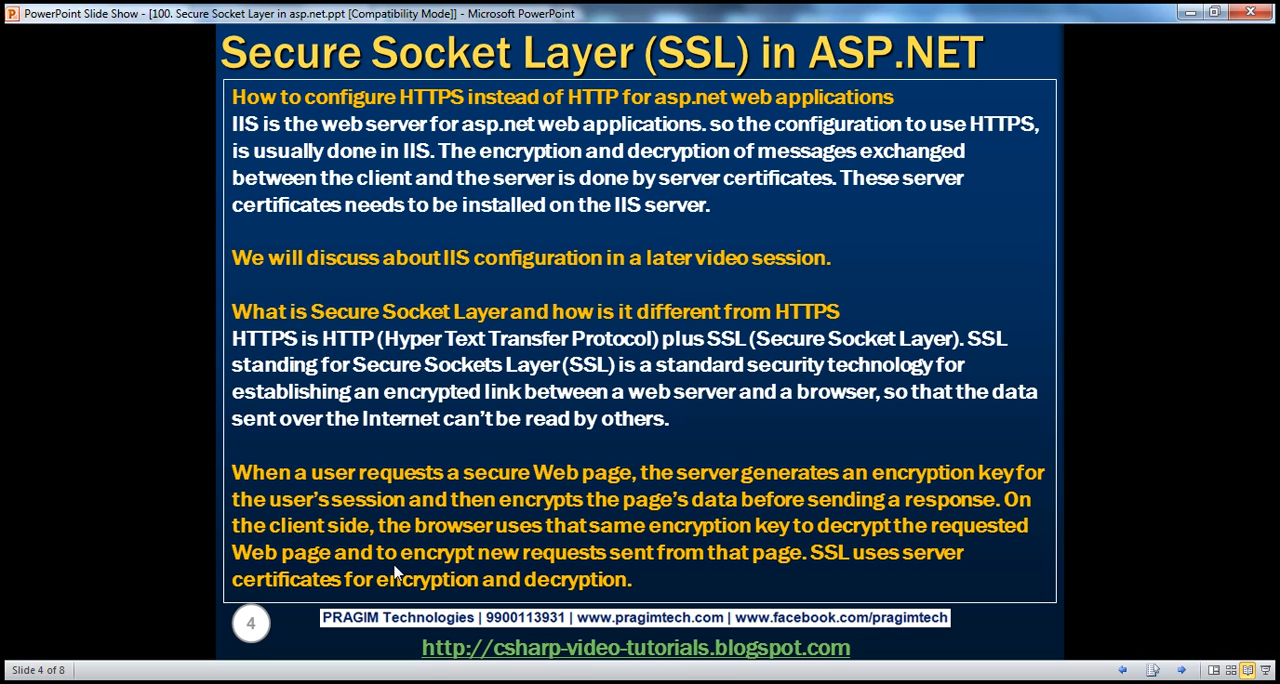 PowerPoint Slide Show - [100. Secure Socket Layer in asp.net.ppt [Compatibility Mode]] - Microsoft PowerPoint
Secure Socket Layer (SSL) in ASP.NET
How to configure HTTPS instead of HTTP for asp.net web applications
IIS is the web server for asp.net web applications. so the configuration to use HTTPS,
is usually done in IIS. The encryption and decryption of messages exchanged
between the client and the server is done by server certificates. These server
certificates needs to be installed on the IIS server.
We will discuss about IIS configuration in a later video session.
What is Secure Socket Layer and how is it different from HTTPS
HTTPS is HTTP (Hyper Text Transfer Protocol) plus SSL (Secure Socket Layer). SSL
standing for Secure Sockets Layer (SSL) is a standard security technology for
establishing an encrypted link between a web server and a browser, so that the data
sent over the Internet can't be read by others.
When a user requests a secure Web page, the server generates an encryption key for
the user's session and then encrypts the page's data before sending a response. On
the client side, the browser uses that same encryption key to decrypt the requested
Web page and to encrypt new requests sent from that page. SSL uses server
certificates for encryption and decryption.
4
PRAGIM Technologies | 9900113931 | www.pragimtech.com | www.facebook.com/pragimtech
http://csharp-video-tutorials.blogspot.com
Slide 4 of 8